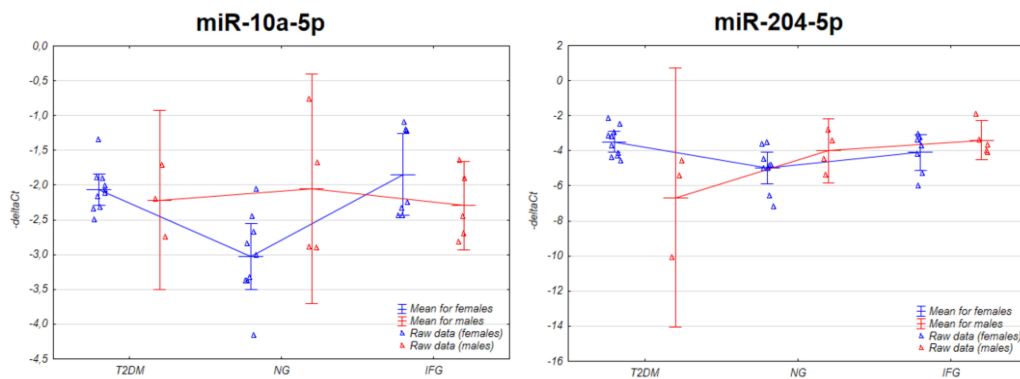 miR-10a-5p
0,0
-0,5
-1,0
-1,5
-2,0
-2,5
-3,0
-3,5
-4,0
-4,5
-deltaCt
T2DM NG IFG
Mean for females
Mean for males
Raw data (females)
Raw data (males)
miR-204-5p
2
0
-2
-4
-6
-8
-10
-12
-14
-16
-deltaCt
T2DM NG IFG
Mean for females
Mean for males
Raw data (females)
Raw data (males)